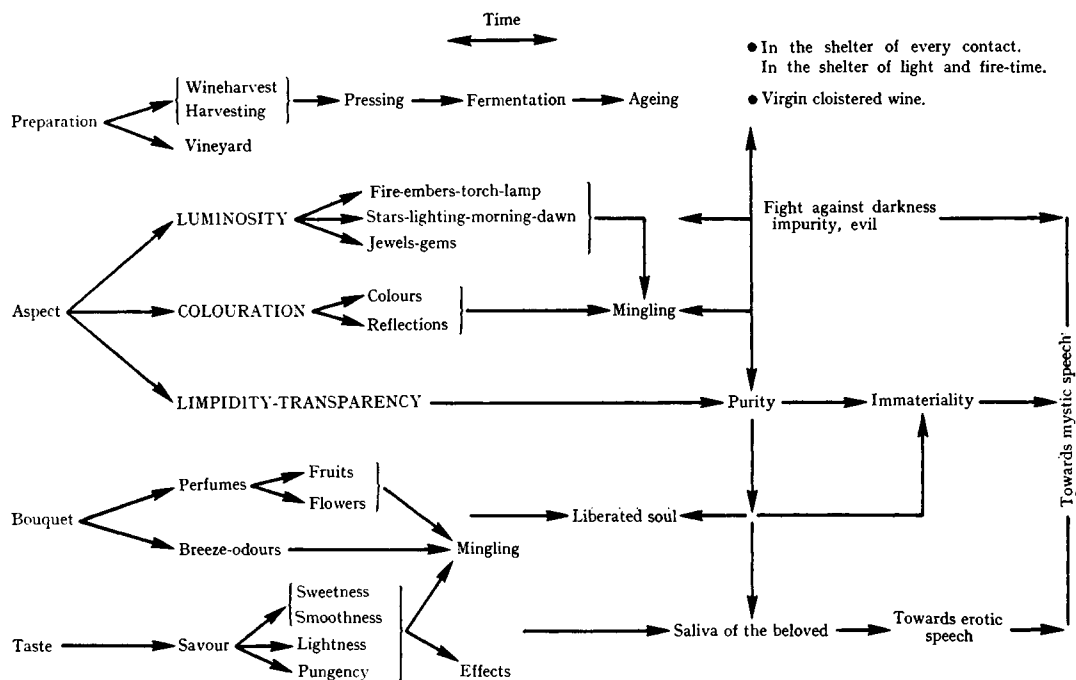 Time
• In the shelter of every contact.
In the shelter of light and fire-time.
• Virgin cloistered wine.
Preparation
Wineharvest
Harvesting
Vineyard
Pressing
Fermentation
Ageing
Aspect
LUMINOSITY
Fire-embers-torch-lamp
Stars-lighting-morning-dawn
Jewels-gems
Fight against darkness
impurity, evil
COLOURATION
Colours
Reflections
Mingling
LIMPIDITY-TRANSPARENCY
Purity
Immateriality
Towards mystic speech
Bouquet
Perfumes
Fruits
Flowers
Breeze-odours
Mingling
Liberated soul
Taste
Savour
Sweetness
Smoothness
Lightness
Pungency
Effects
Saliva of the beloved
Towards erotic
speech